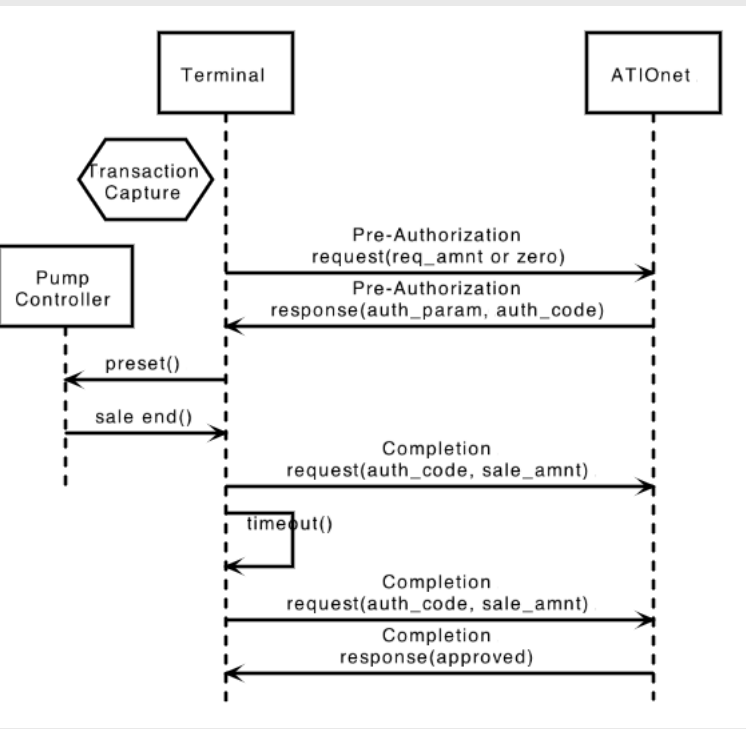 Terminal
ATIOnet
Transaction
Capture
Pre-Authorization
request(req_amnt or zero)
Pump
Controller
Pre-Authorization
response(auth_param, auth_code)
preset()
sale end()
Completion
request(auth_code, sale_amnt)
timeout()
Completion
request(auth_code, sale_amnt)
Completion
response(approved)